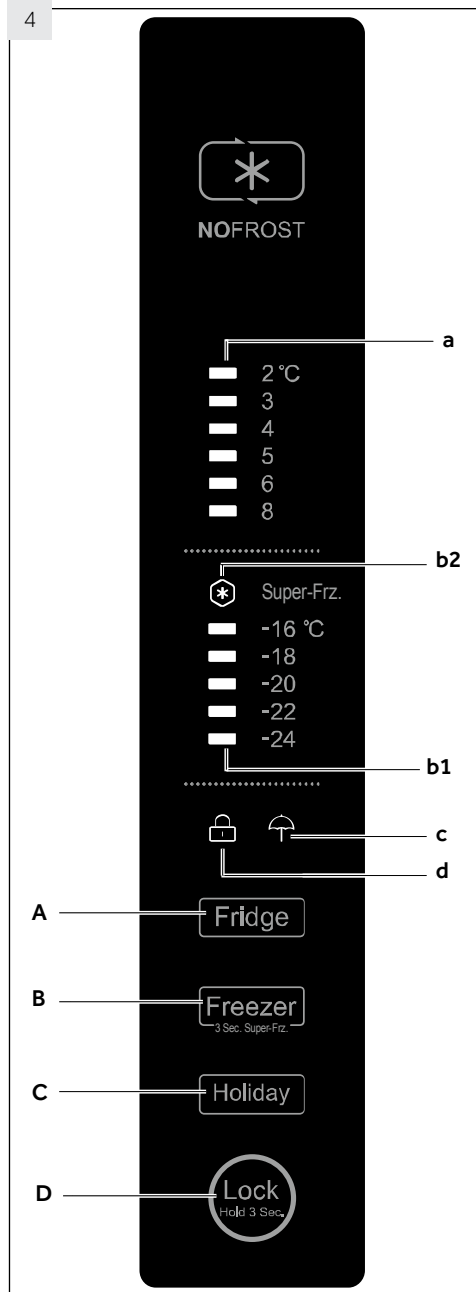 4
NOFROST
a
2 °C
3
4
5
6
8
b2
Super-Frz.
-16 °C
-18
-20
-22
-24
b1
c
d
A
Fridge
B
Freezer
3 Sec. Super-Frz.
C
Holiday
D
Lock
Hold 3 Sec.